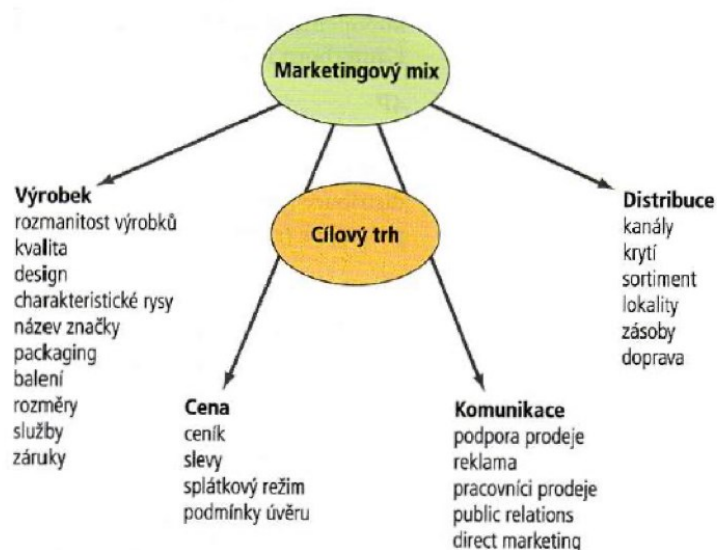 Marketingový mix
Cílový trh
Výrobek
rozmanitost výrobků
kvalita
design
charakteristické rysy
název značky
packaging
balení
rozměry
služby
záruky
Cena
ceník
slevy
splátkový režim
podmínky úvěru
Komunikace
podpora prodeje
reklama
pracovníci prodeje
public relations
direct marketing
Distribuce
kanály
krytí
sortiment
lokality
zásoby
doprava